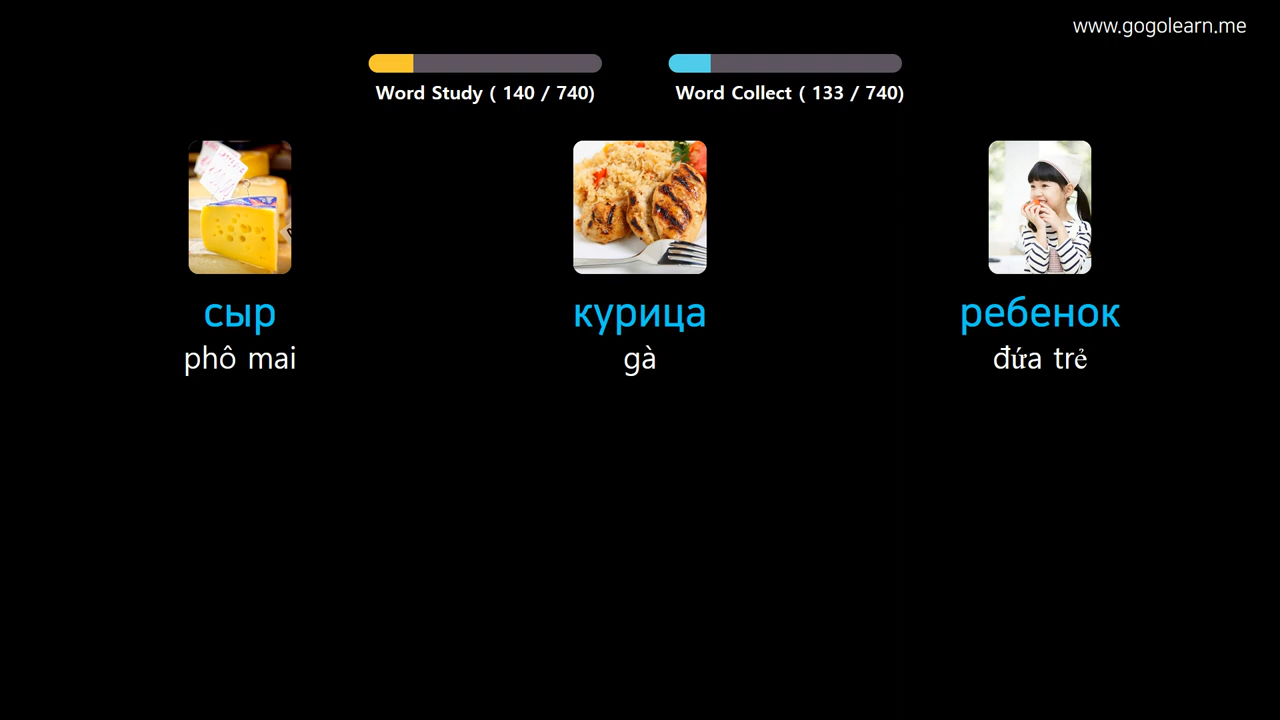 www.gogolearn.me
Word Study ( 140 / 740)
Word Collect ( 133 / 740)
сыр
phô mai
курица
gà
ребенок
đứa trẻ